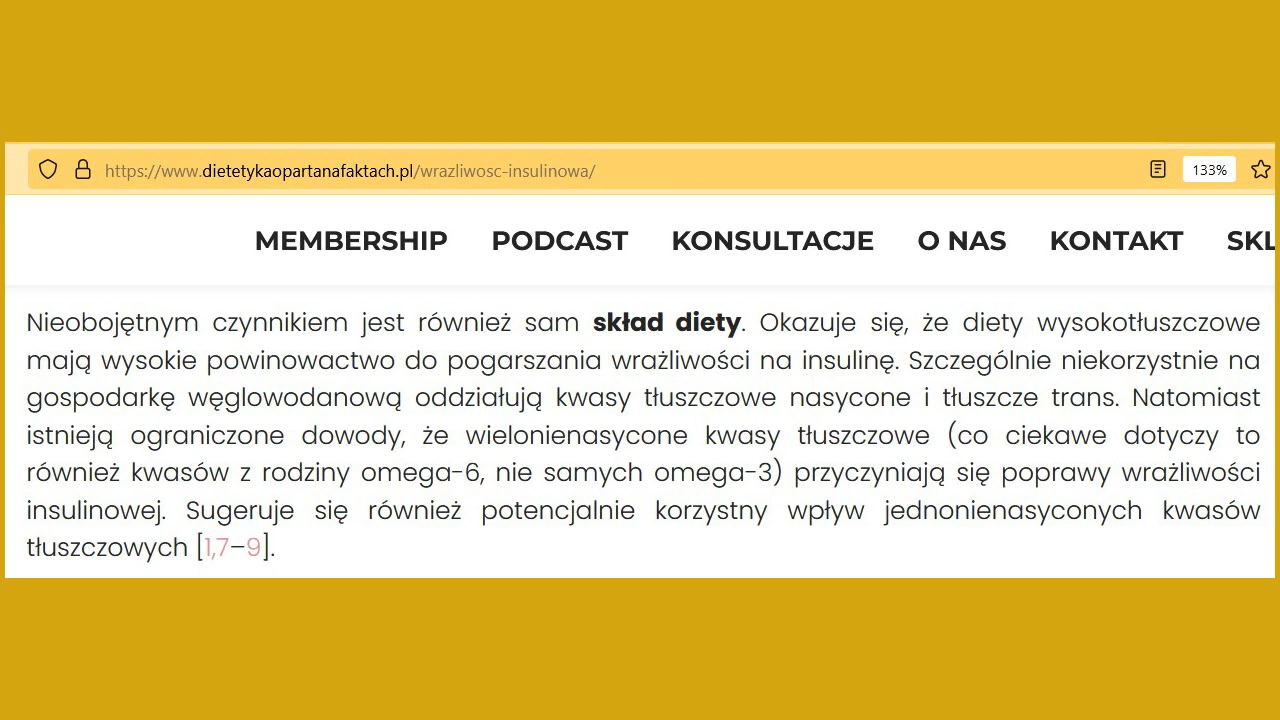 https://www.dietetykaopartanafaktach.pl/wrazliwosc-insulinowa/ 133%
MEMBERSHIP PODCAST KONSULTACJE O NAS KONTAKT SKL
Nieobojętnym czynnikiem jest również sam skład diety. Okazuje się, że diety wysokotłuszczowe
mają wysokie powinowactwo do pogarszania wrażliwości na insulinę. Szczególnie niekorzystnie na
gospodarkę węglowodanową oddziałują kwasy tłuszczowe nasycone i tłuszcze trans. Natomiast
istnieją ograniczone dowody, że wielonienasycone kwasy tłuszczowe (co ciekawe dotyczy to
również kwasów z rodziny omega-6, nie samych omega-3) przyczyniają się poprawy wrażliwości
insulinowej. Sugeruje się również potencjalnie korzystny wpływ jednonienasyconych kwasów
tłuszczowych [1,7–9].